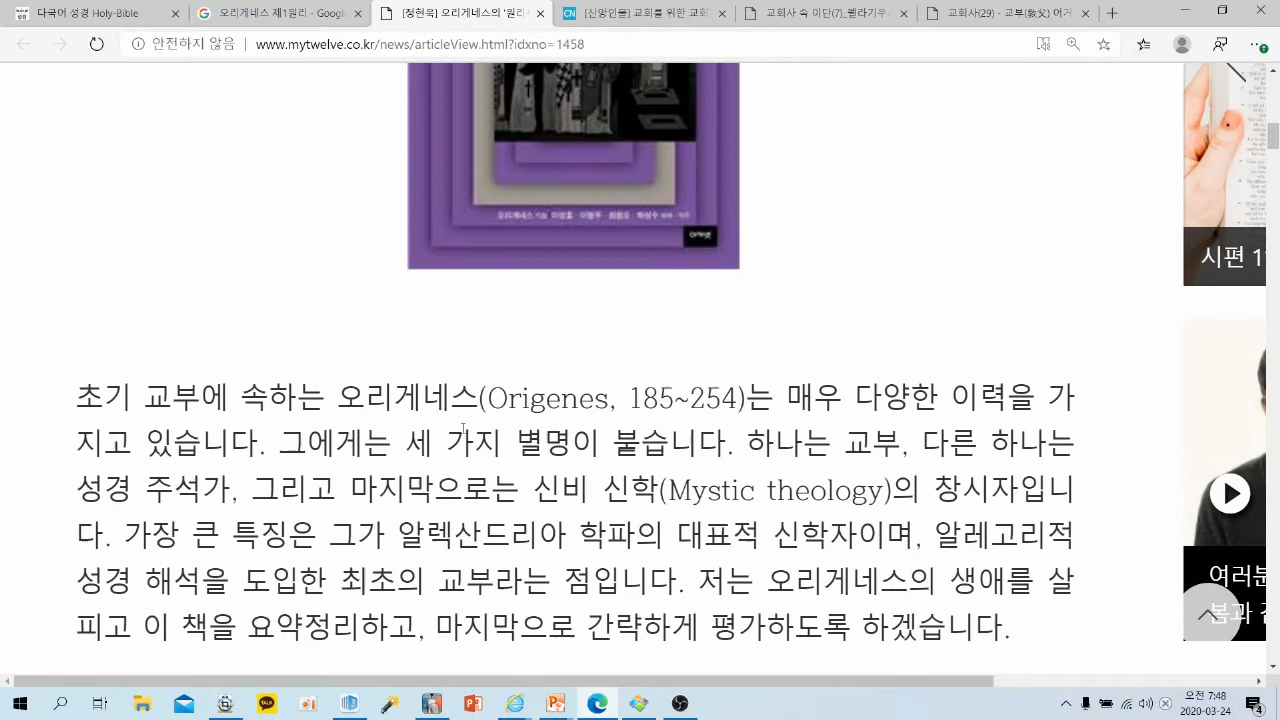 다국어 성경 Holy-Bible
오리게네스 제1원리 - Google
[정현욱] 오리게네스의 '원리
[신앙인물] 교회를 위한 교회
교회사 속 이단(7)_펠라기우
교회사(29) - 교부(敎父) 어거
안전하지 않음
www.mytwelve.co.kr/news/articleView.html?idxno=1458
시편 1
초기 교부에 속하는 오리게네스(Origenes, 185~254)는 매우 다양한 이력을 가
지고 있습니다. 그에게는 세 가지 별명이 붙습니다. 하나는 교부, 다른 하나는
성경 주석가, 그리고 마지막으로는 신비 신학(Mystic theology)의 창시자입니
다. 가장 큰 특징은 그가 알렉산드리아 학파의 대표적 신학자이며, 알레고리적
성경 해석을 도입한 최초의 교부라는 점입니다. 저는 오리게네스의 생애를 살
피고 이 책을 요약정리하고, 마지막으로 간략하게 평가하도록 하겠습니다.
여러분
봄과
TALK
오전 7:48
2020-03-24
4